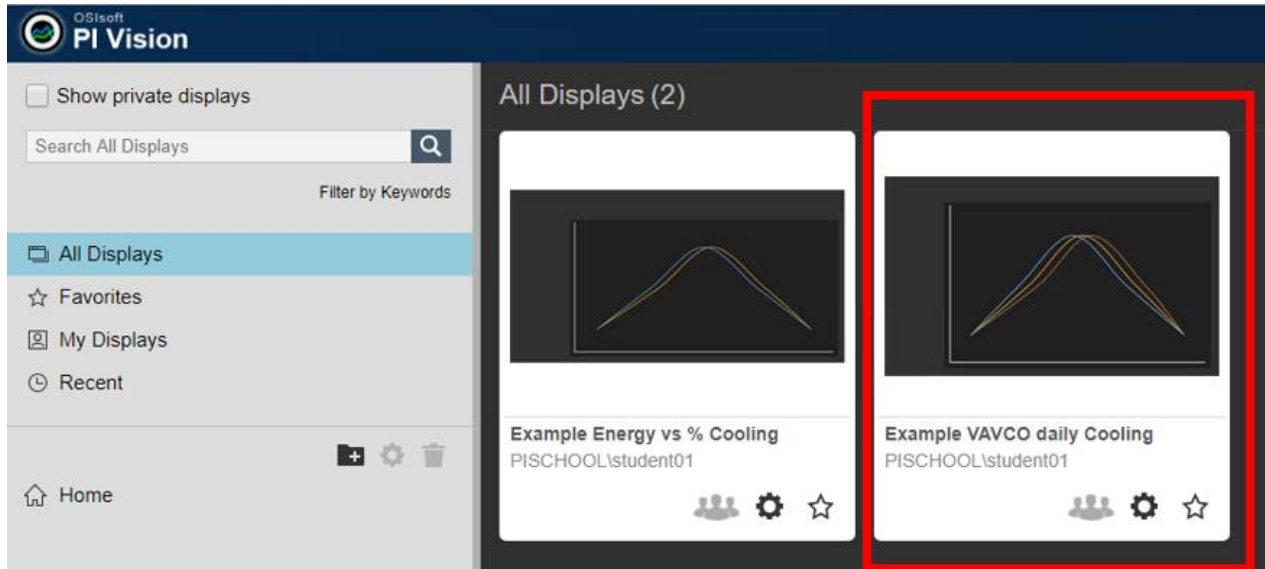 OSIsoft
PI Vision
Show private displays
Search All Displays
Filter by Keywords
All Displays
Favorites
My Displays
Recent
Home
All Displays (2)
Example Energy vs % Cooling
PISCHOOL\student01
Example VAVCO daily Cooling
PISCHOOL\student01